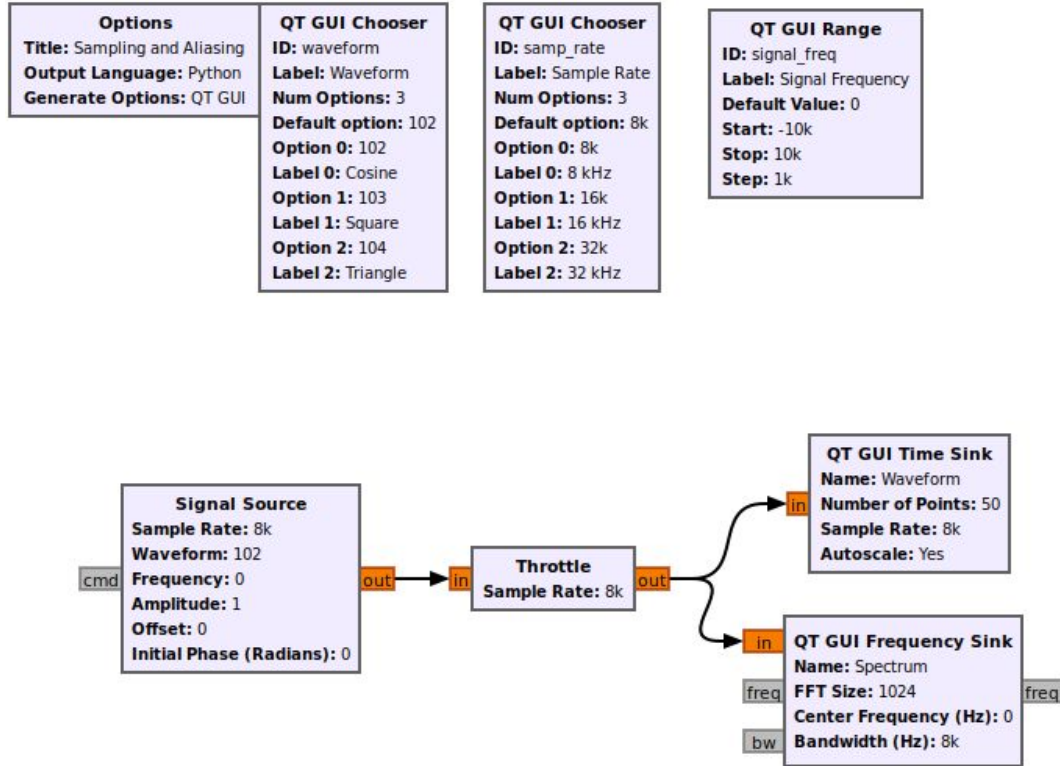 Options
Title: Sampling and Aliasing
Output Language: Python
Generate Options: QT GUI
QT GUI Chooser
ID: waveform
Label: Waveform
Num Options: 3
Default option: 102
Option 0: 102
Label 0: Cosine
Option 1: 103
Label 1: Square
Option 2: 104
Label 2: Triangle
QT GUI Chooser
ID: samp_rate
Label: Sample Rate
Num Options: 3
Default option: 8k
Option 0: 8k
Label 0: 8 kHz
Option 1: 16k
Label 1: 16 kHz
Option 2: 32k
Label 2: 32 kHz
QT GUI Range
ID: signal_freq
Label: Signal Frequency
Default Value: 0
Start: -10k
Stop: 10k
Step: 1k
cmd
Signal Source
Sample Rate: 8k
Waveform: 102
Frequency: 0
Amplitude: 1
Offset: 0
Initial Phase (Radians): 0
out
in
Throttle
Sample Rate: 8k
out
in
QT GUI Time Sink
Name: Waveform
Number of Points: 50
Sample Rate: 8k
Autoscale: Yes
in
freq
bw
QT GUI Frequency Sink
Name: Spectrum
FFT Size: 1024
Center Frequency (Hz): 0
Bandwidth (Hz): 8k
freq